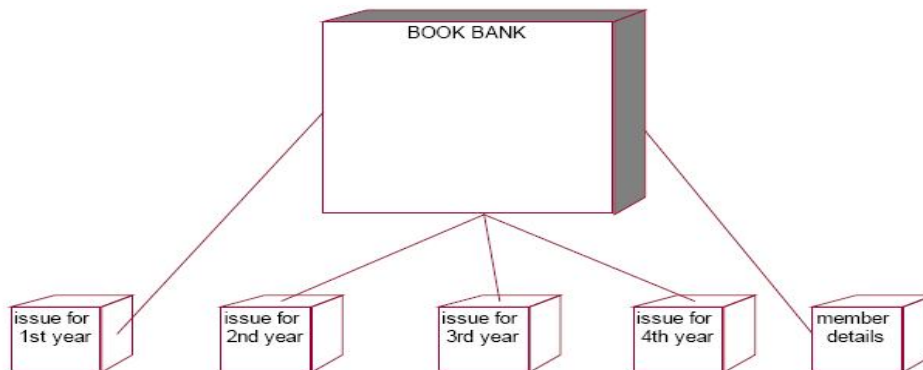 BOOK BANK
issue for
1st year
issue for
2nd year
issue for
3rd year
issue for
4th year
member
details